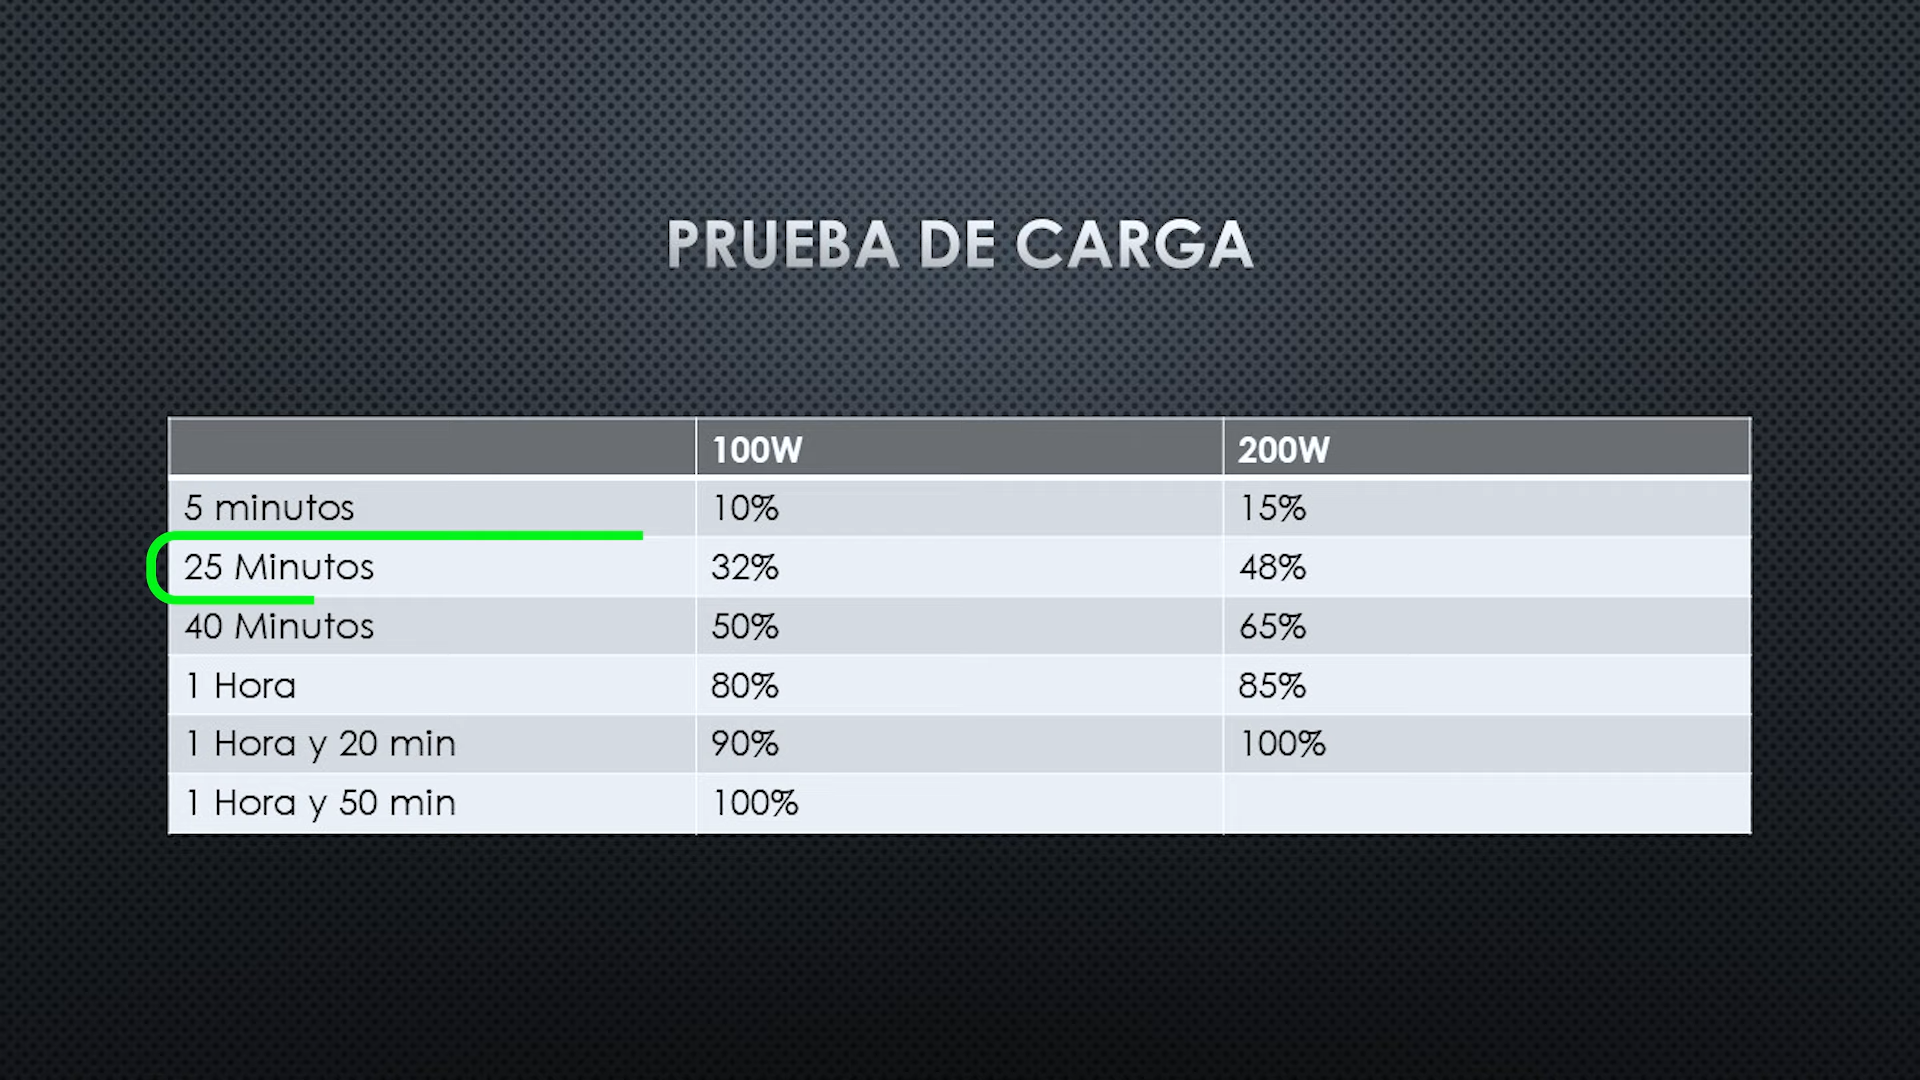 PRUEBA DE CARGA
100W 200W
5 minutos 10% 15%
25 Minutos 32% 48%
40 Minutos 50% 65%
1 Hora 80% 85%
1 Hora y 20 min 90% 100%
1 Hora y 50 min 100%